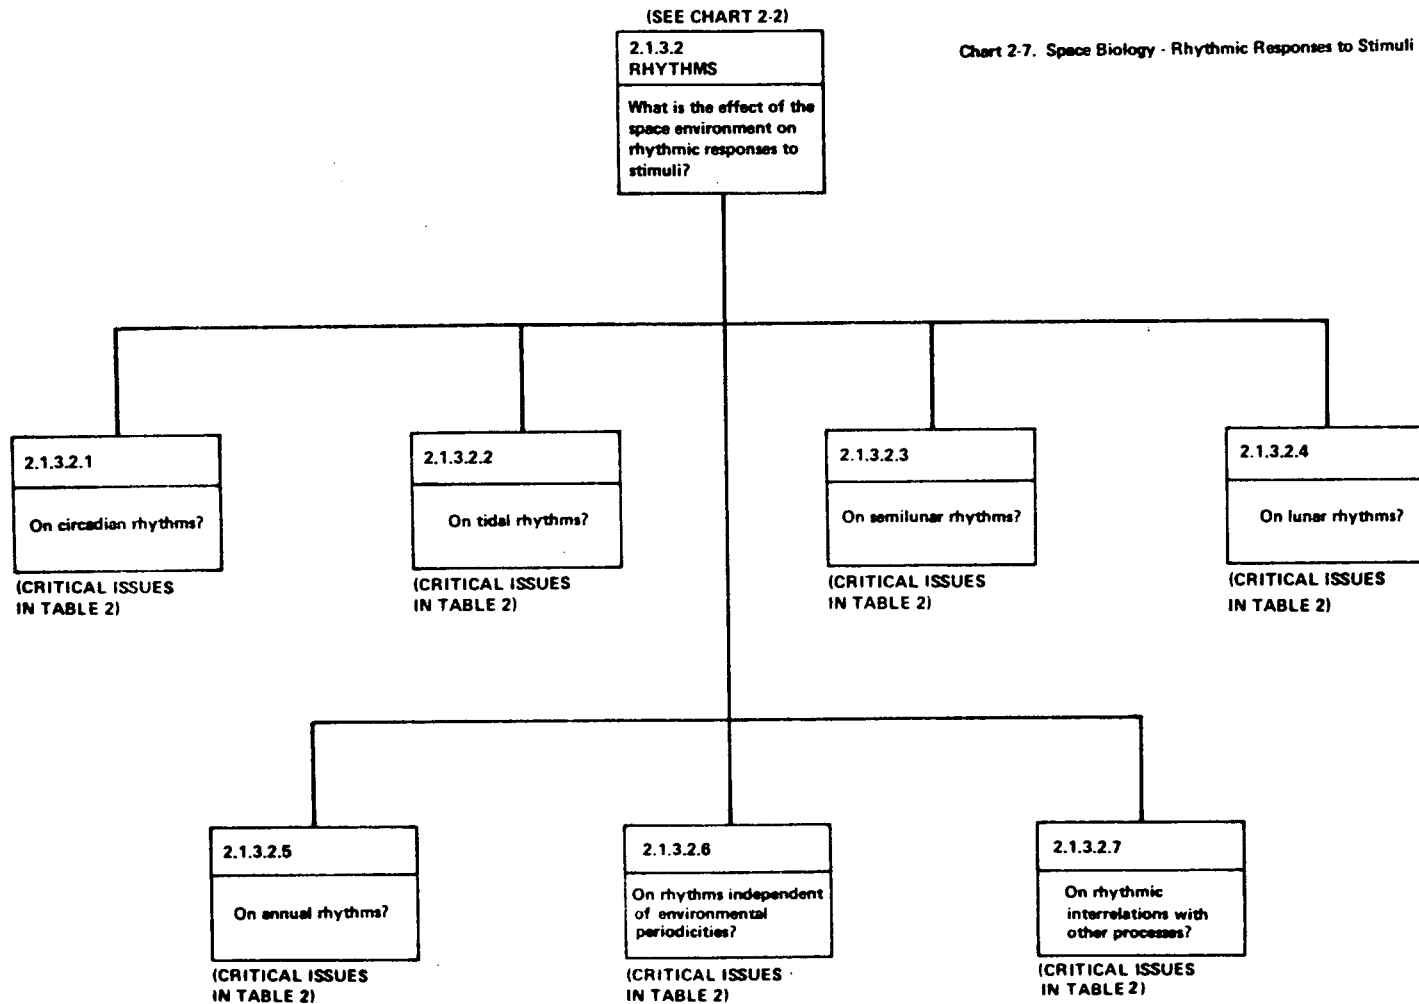 (SEE CHART 2-2)
Chart 2-7. Space Biology - Rhythmic Responses to Stimuli
2.1.3.2
RHYTHMS
What is the effect of the
space environment on
rhythmic responses to
stimuli?
2.1.3.2.1
On circadian rhythms?
(CRITICAL ISSUES
IN TABLE 2)
2.1.3.2.2
On tidal rhythms?
(CRITICAL ISSUES
IN TABLE 2)
2.1.3.2.3
On semilunar rhythms?
(CRITICAL ISSUES
IN TABLE 2)
2.1.3.2.4
On lunar rhythms?
(CRITICAL ISSUES
IN TABLE 2)
2.1.3.2.5
On annual rhythms?
(CRITICAL ISSUES
IN TABLE 2)
2.1.3.2.6
On rhythms independent
of environmental
periodicities?
(CRITICAL ISSUES
IN TABLE 2)
2.1.3.2.7
On rhythmic
interrelations with
other processes?
(CRITICAL ISSUES
IN TABLE 2)